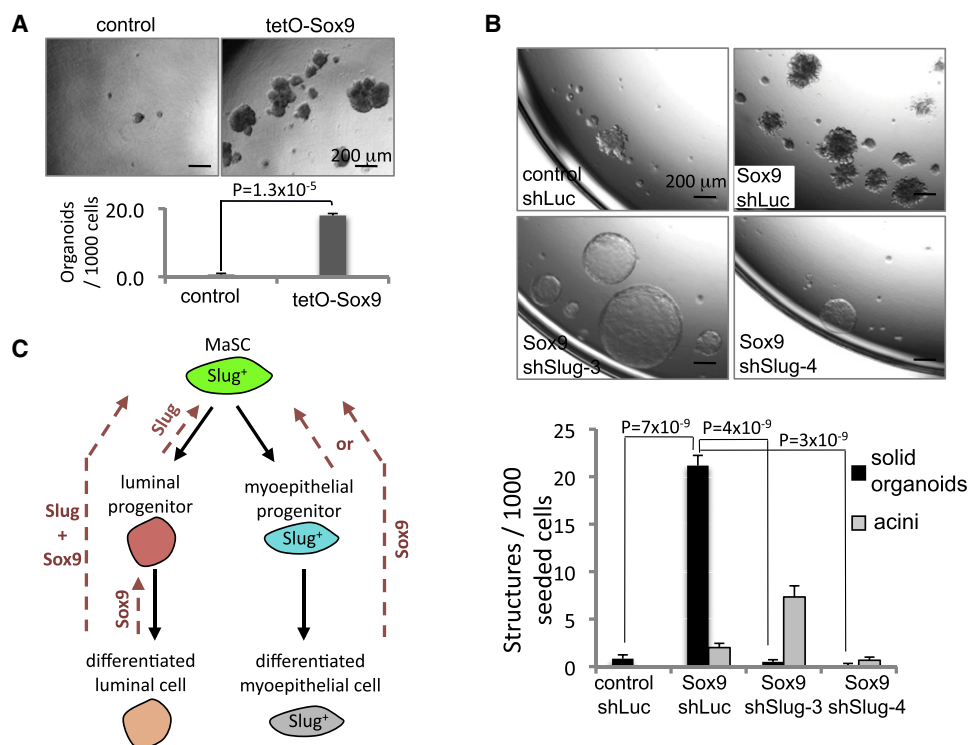 A
control
tetO-Sox9
200 μm
P=1.3x10-5
Organoids
/ 1000 cells
20.0
0.0
control
tetO-Sox9
B
control
shLuc
200 μm
Sox9
shLuc
Sox9
shSlug-3
Sox9
shSlug-4
Structures / 1000
seeded cells
25
20
15
10
5
0
P=7x10-9
P=4x10-9
P=3x10-9
solid
organoids
acini
control
shLuc
Sox9
shLuc
Sox9
shSlug-3
Sox9
shSlug-4
C
MaSC
Slug+
Slug
or
luminal
progenitor
myoepithelial
progenitor
Slug+
Slug
+
Sox9
Sox9
Sox9
differentiated
luminal cell
differentiated
myoepithelial cell
Slug+